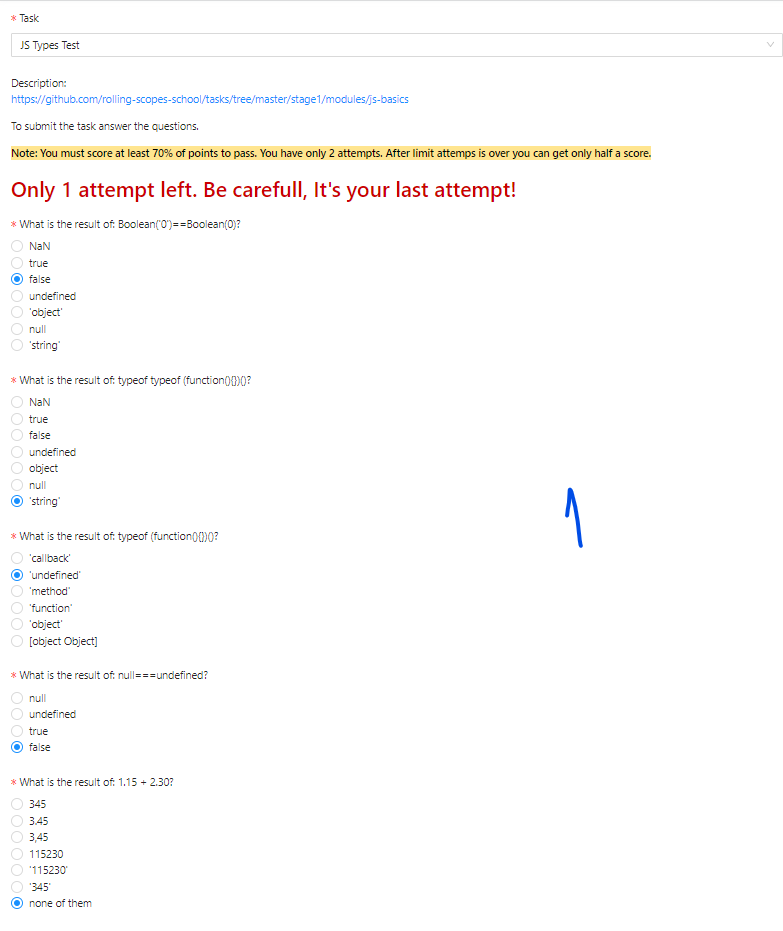 * Task
JS Types Test
Description:
https://github.com/rolling-scopes-school/tasks/tree/master/stage1/modules/js-basics
To submit the task answer the questions.
Note: You must score at least 70% of points to pass. You have only 2 attempts. After limit attemps is over you can get only half a score.
Only 1 attempt left. Be carefull, It's your last attempt!
* What is the result of: Boolean('0')==Boolean(0)?
NaN
true
false
undefined
'object'
null
'string'
* What is the result of: typeof typeof (function(){})()?
NaN
true
false
undefined
object
null
'string'
1
* What is the result of: typeof (function(){})()?
'callback'
'undefined'
'method'
'function'
'object'
[object Object]
* What is the result of: null===undefined?
null
undefined
true
false
* What is the result of: 1.15 + 2.30?
345
3.45
3,45
115230
'115230'
'345'
none of them